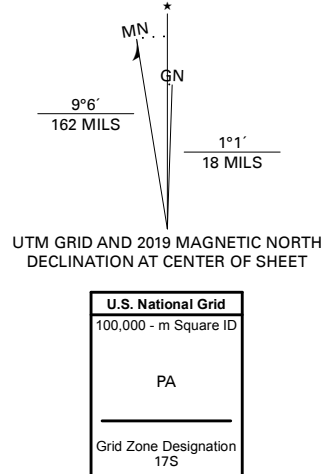 ★
MN
GN
9°6´
162 MILS
1°1´
18 MILS
UTM GRID AND 2019 MAGNETIC NORTH
DECLINATION AT CENTER OF SHEET
U.S. National Grid
100,000 - m Square ID
PA
Grid Zone Designation
17S